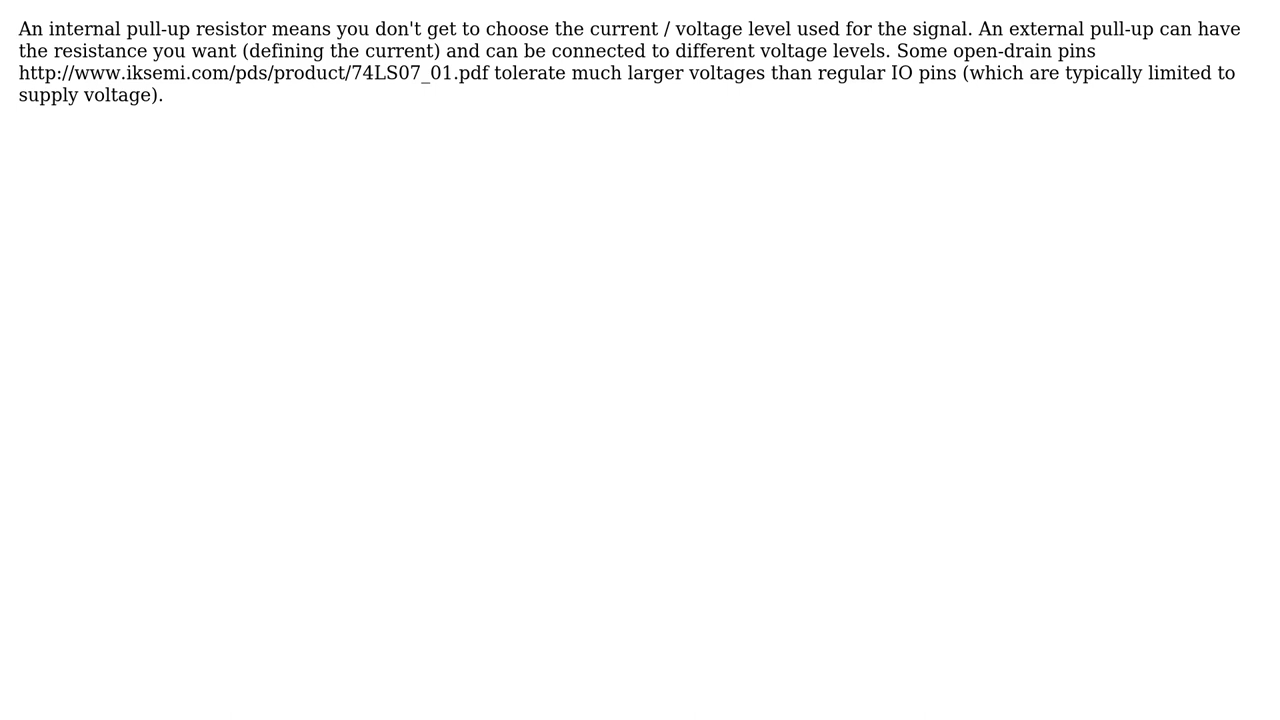 An internal pull-up resistor means you don't get to choose the current / voltage level used for the signal. An external pull-up can have
the resistance you want (defining the current) and can be connected to different voltage levels. Some open-drain pins
http://www.iksemi.com/pds/product/74LS07_01.pdf tolerate much larger voltages than regular IO pins (which are typically limited to
supply voltage).